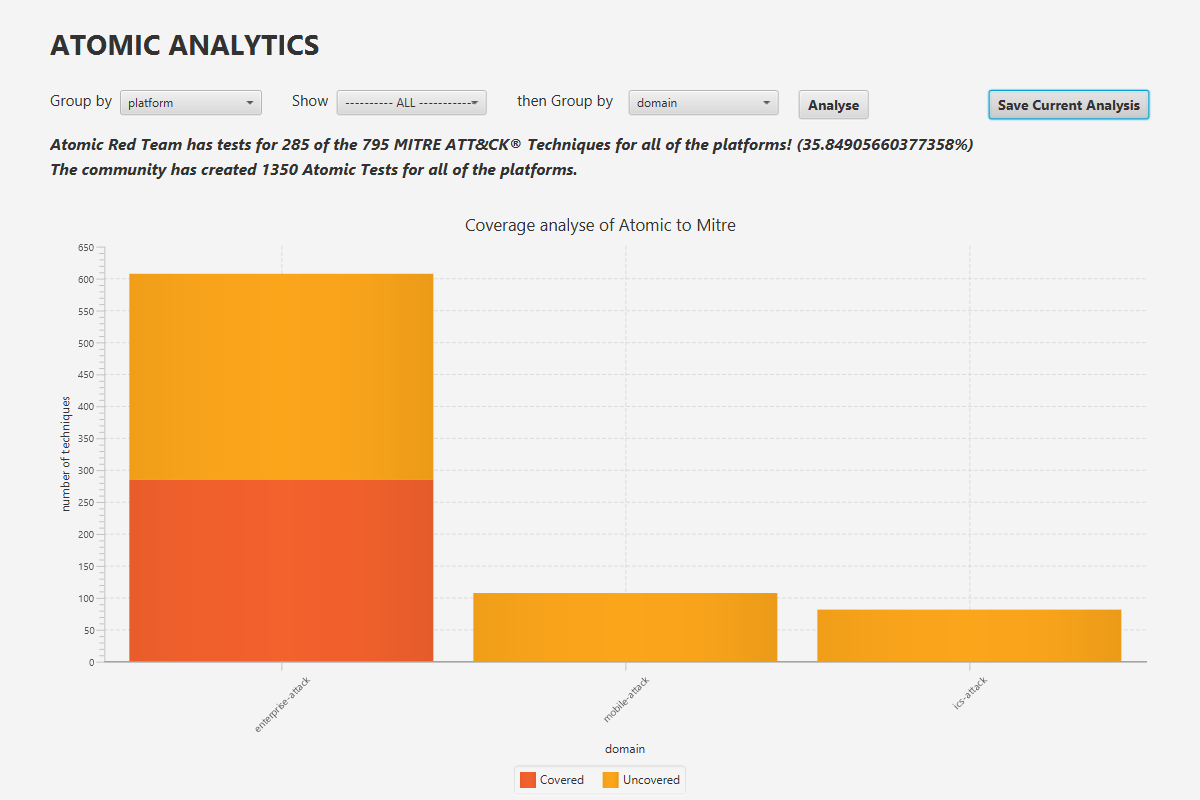 ATOMIC ANALYTICS
Group by platform Show ---------- ALL ----------- then Group by domain Analyse Save Current Analysis
Atomic Red Team has tests for 285 of the 795 MITRE ATT&CK® Techniques for all of the platforms! (35.84905660377358%)
The community has created 1350 Atomic Tests for all of the platforms.
Coverage analyse of Atomic to Mitre
650
600
550
500
450
400
350
300
250
200
150
100
50
0
number of techniques
enterprise-attack mobile-attack ics-attack
domain
Covered Uncovered